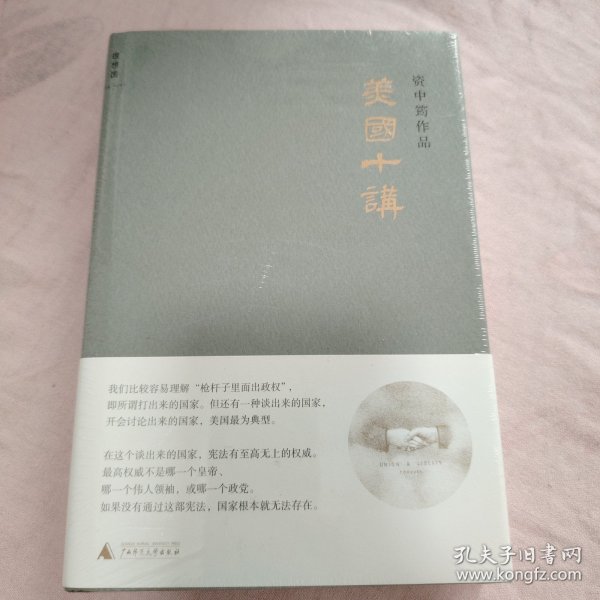 理想国
美國十講
资中筠作品
我们比较容易理解“枪杆子里面出政权”，
即所谓打出来的国家。但还有一种谈出来的国家，
开会讨论出来的国家，美国最为典型。
在这个谈出来的国家，宪法有至高无上的权威。
最高权威不是哪一个皇帝、
哪一个伟人领袖，或哪一个政党。
如果没有通过这部宪法，国家根本就无法存在。
UNION & LIBERTY
FOREVER
广西师范大学出版社
孔夫子旧书网
www.kongfz.com